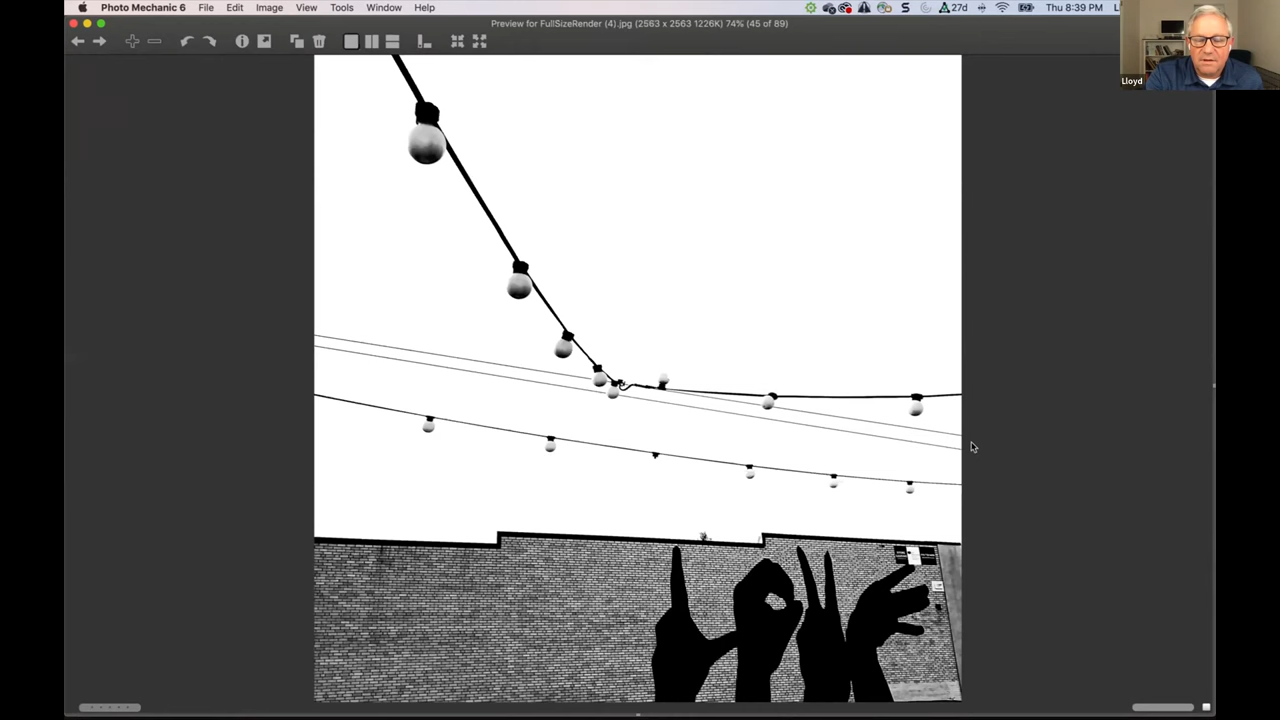 Photo Mechanic 6 File Edit Image View Tools Window Help 27d Thu 8:39 PM
Preview for FullSizeRender (4).jpg (2563 x 2563 1226K) 74% (45 of 89)
Lloyd